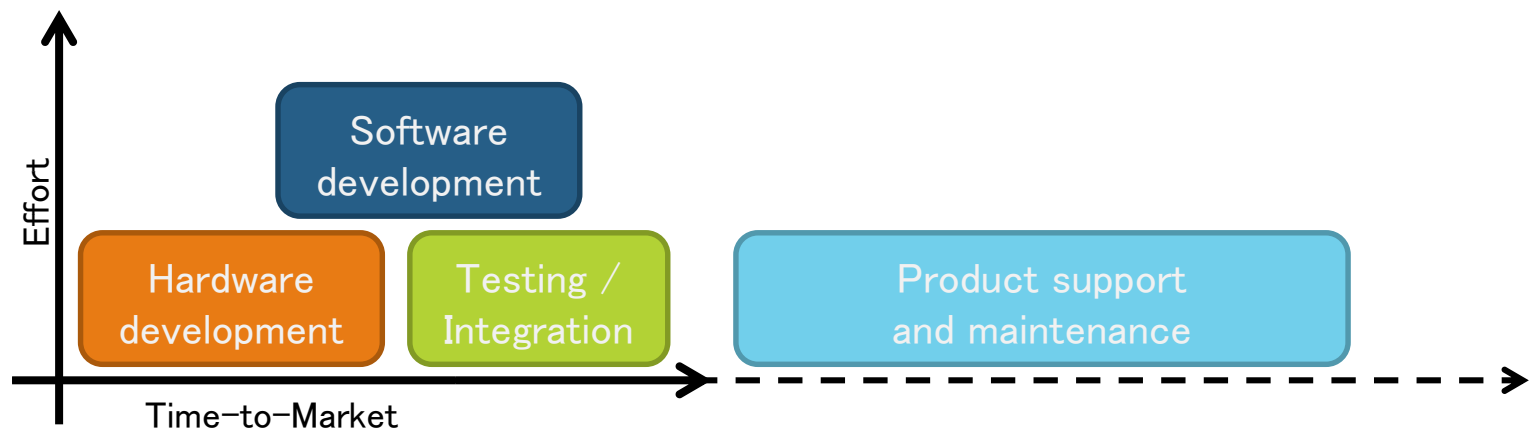 Effort
Software
development
Hardware
development
Testing /
Integration
Product support
and maintenance
Time-to-Market